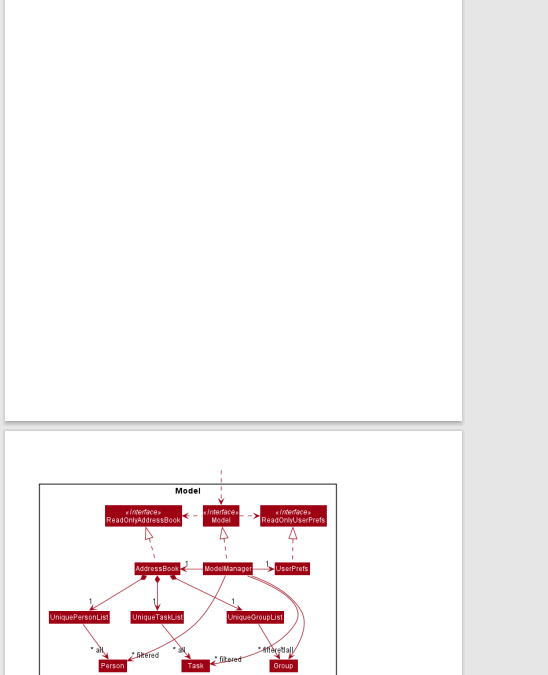 Model
«Interface»
ReadOnlyAddressBook
«Interface»
Model
«Interface»
ReadOnlyUserPrefs
AddressBook
1
ModelManager
1
UserPrefs
1
1
1
UniquePersonList
UniqueTaskList
UniqueGroupList
* all
* filtered
* all
* filtered
* filtered
* all
Person
Task
Group